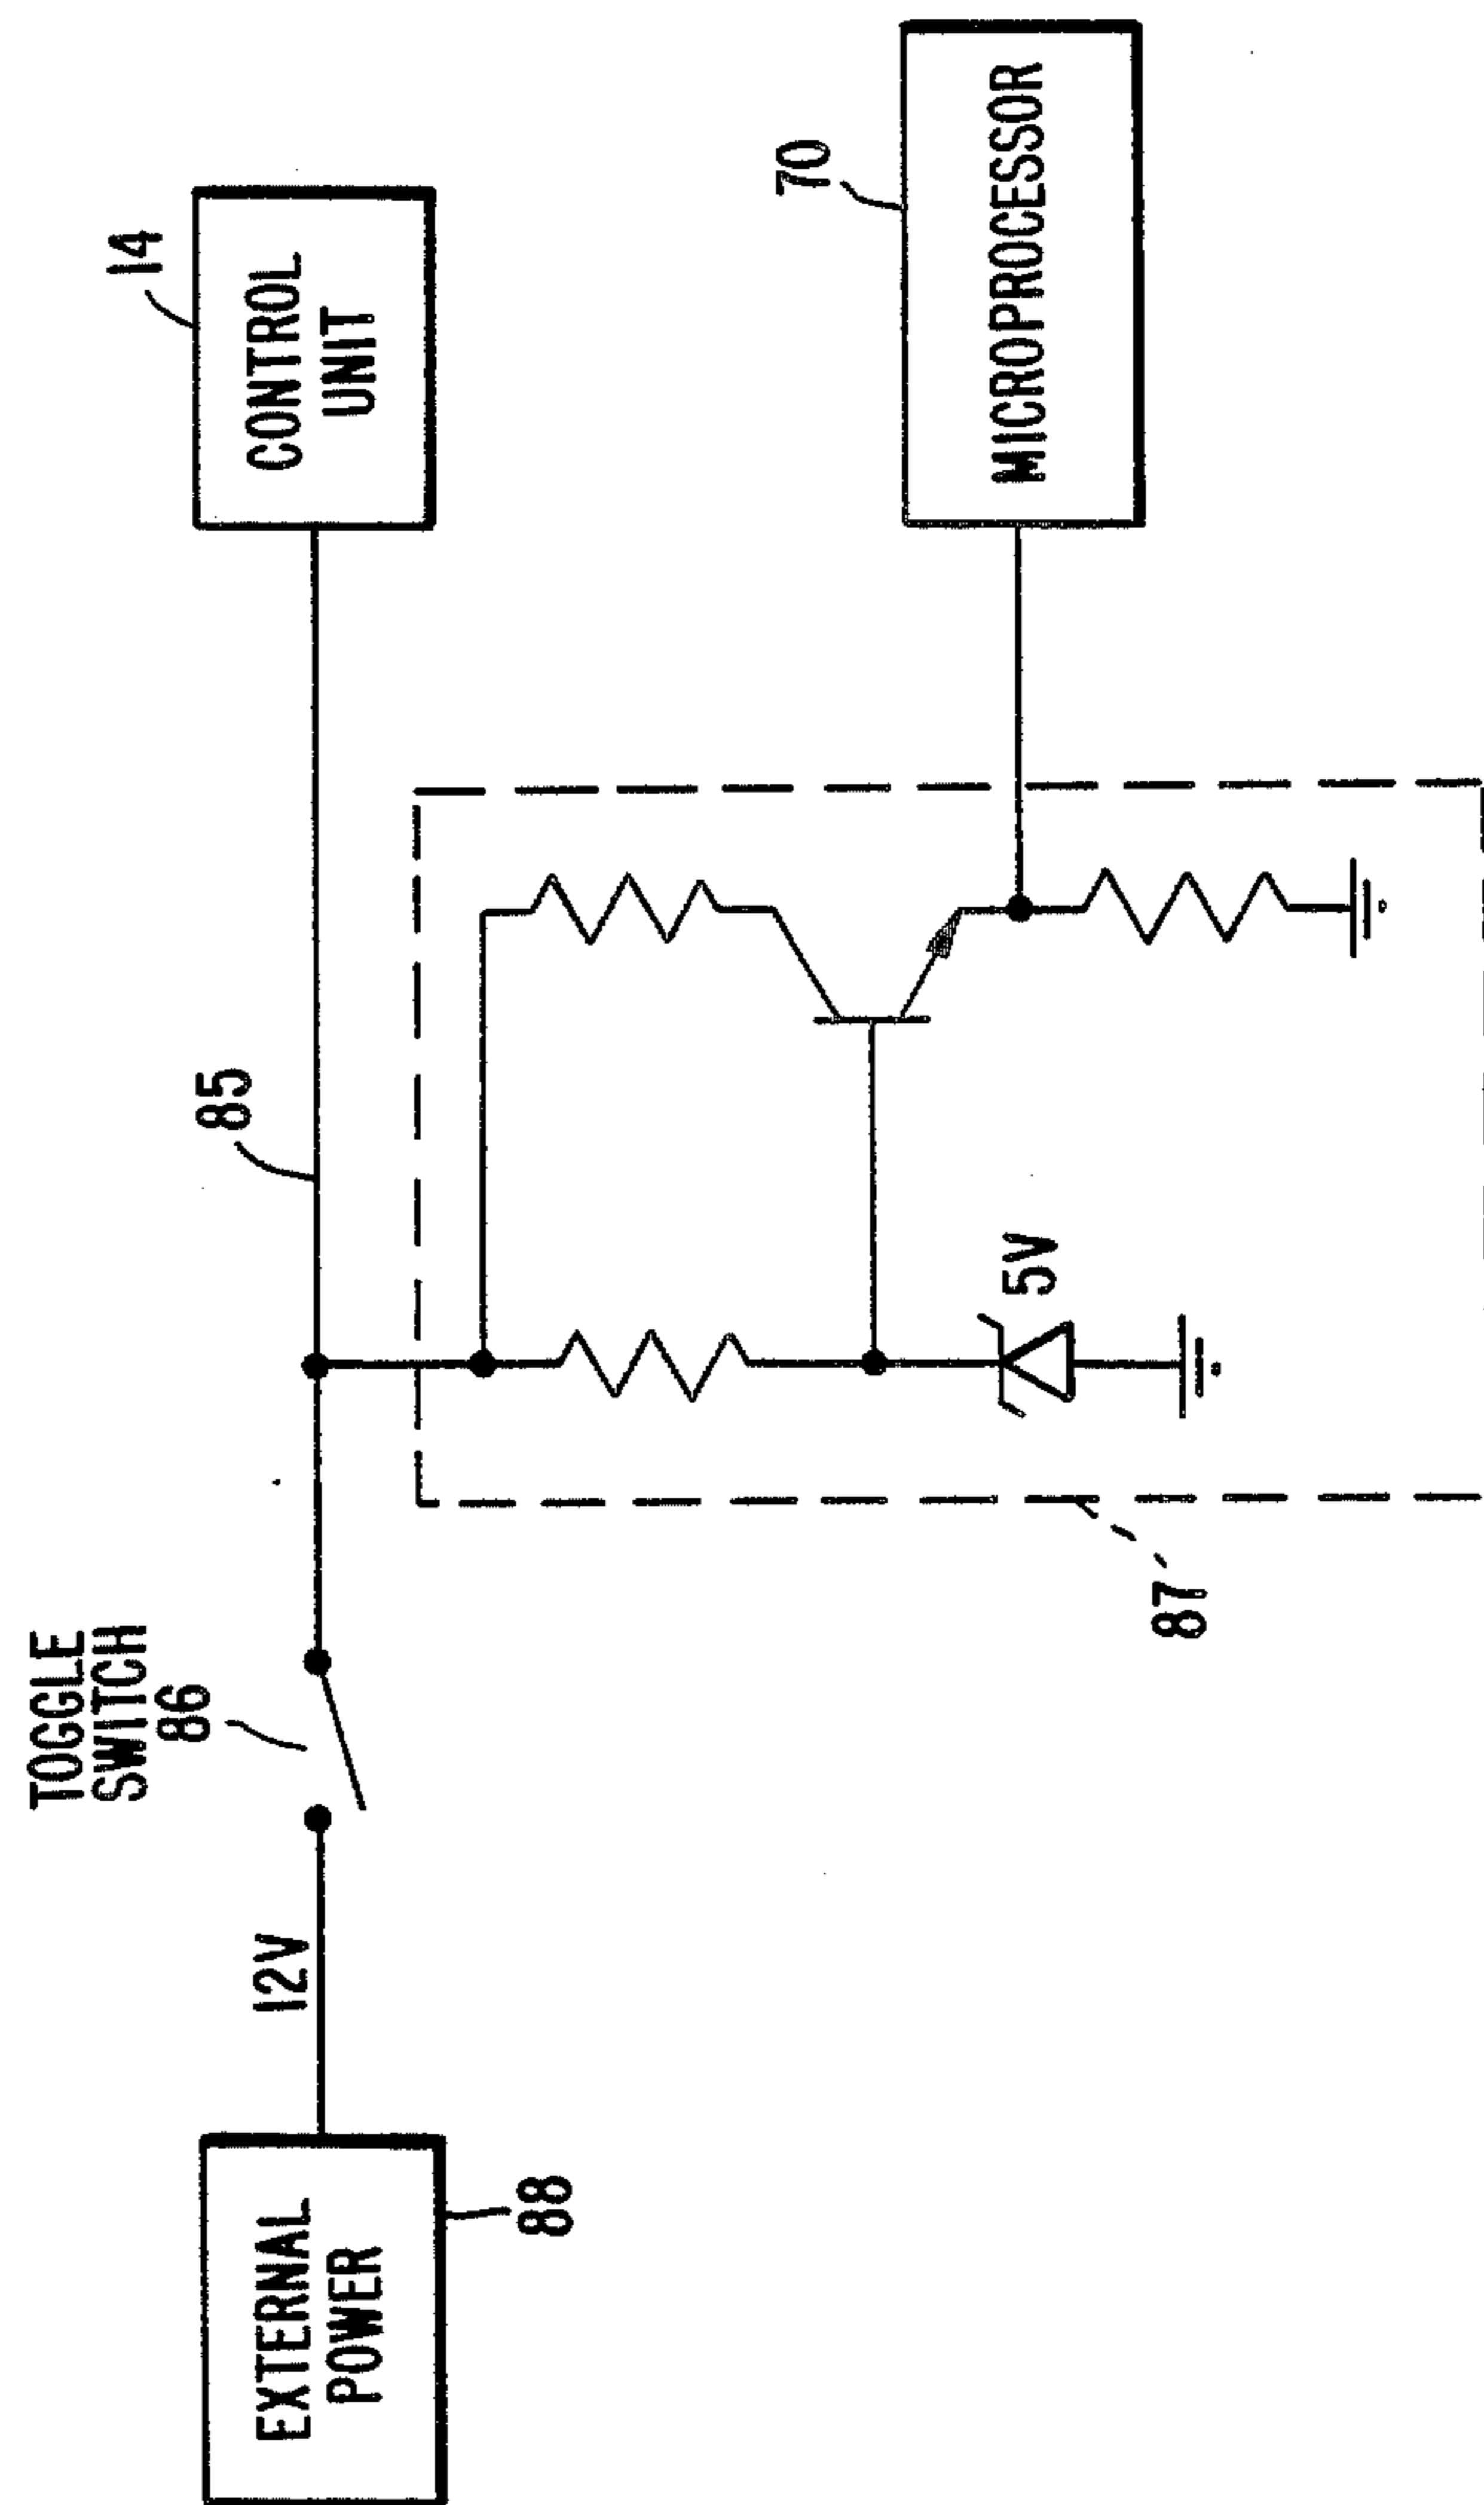 EXTERNAL
POWER
88
12V
TOGGLE
SWITCH
86
85
87
5V
CONTROL
UNIT
14
MICROPROCESSOR
70